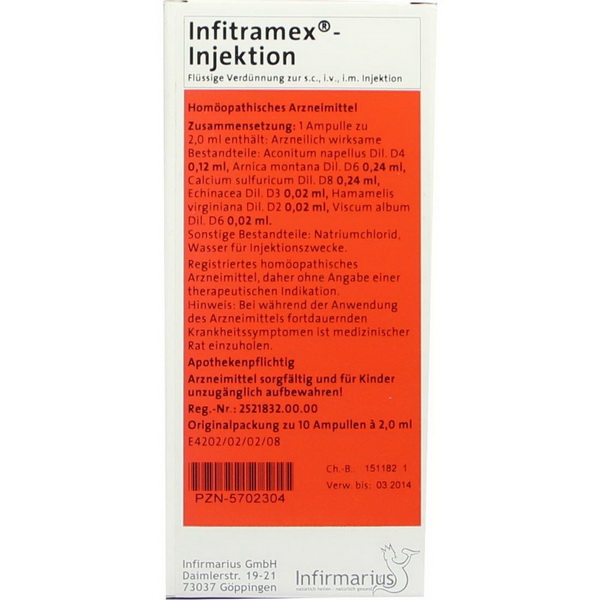 Infitramex®-
Injektion
Flüssige Verdünnung zur s.c., i.v., i.m. Injektion
Homöopathisches Arzneimittel
Zusammensetzung: 1 Ampulle zu
2,0 ml enthält: Arzneilich wirksame
Bestandteile: Aconitum napellus Dil. D4
0,12 ml, Arnica montana Dil. D6 0,24 ml,
Calcium sulfuricum Dil. D8 0,24 ml,
Echinacea Dil. D3 0,02 ml, Hamamelis
virginiana Dil. D2 0,02 ml, Viscum album
Dil. D6 0,02 ml.
Sonstige Bestandteile: Natriumchlorid,
Wasser für Injektionszwecke.
Registriertes homöopathisches
Arzneimittel, daher ohne Angabe einer
therapeutischen Indikation.
Hinweis: Bei während der Anwendung
des Arzneimittels fortdauernden
Krankheitssymptomen ist medizinischer
Rat einzuholen.
Apothekenpflichtig
Arzneimittel sorgfältig und für Kinder
unzugänglich aufbewahren!
Reg.-Nr.: 2521832.00.00
Originalpackung zu 10 Ampullen à 2,0 ml
E4202/02/02/08
Ch.-B. 151182 1
Verw. bis: 03 2014
PZN-5702304
Infirmarius GmbH
Daimlerstr. 19-21
73037 Göppingen
Infirmarius
natürlich heilen - natürlich gesund